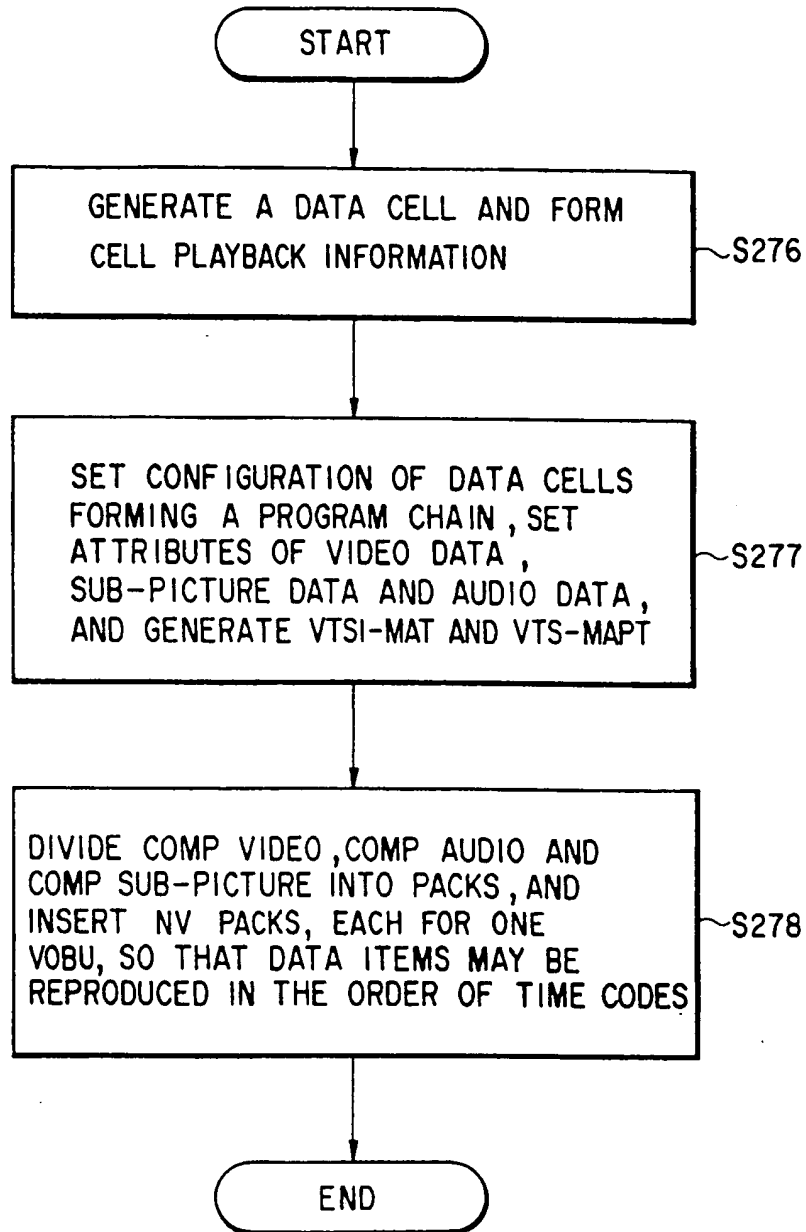 START
GENERATE A DATA CELL AND FORM
CELL PLAYBACK INFORMATION
S276
SET CONFIGURATION OF DATA CELLS
FORMING A PROGRAM CHAIN, SET
ATTRIBUTES OF VIDEO DATA,
SUB-PICTURE DATA AND AUDIO DATA,
AND GENERATE VTSI-MAT AND VTS-MAPT
S277
DIVIDE COMP VIDEO, COMP AUDIO AND
COMP SUB-PICTURE INTO PACKS, AND
INSERT NV PACKS, EACH FOR ONE
VOBU, SO THAT DATA ITEMS MAY BE
REPRODUCED IN THE ORDER OF TIME CODES
S278
END